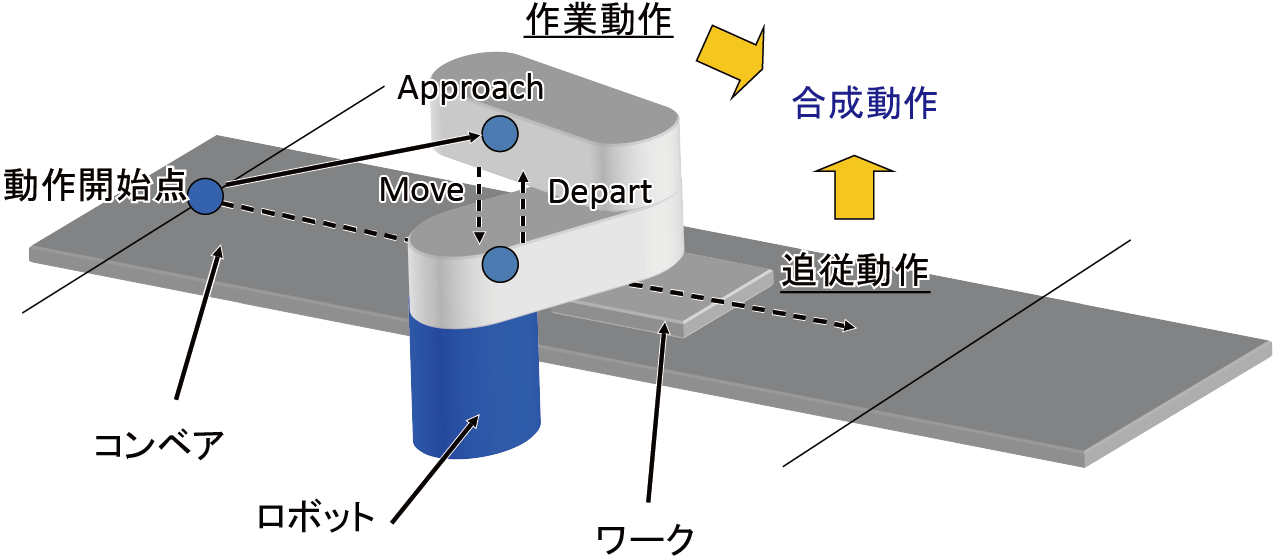 作業動作
Approach
合成動作
動作開始点
Move
Depart
追従動作
コンベア
ロボット
ワーク